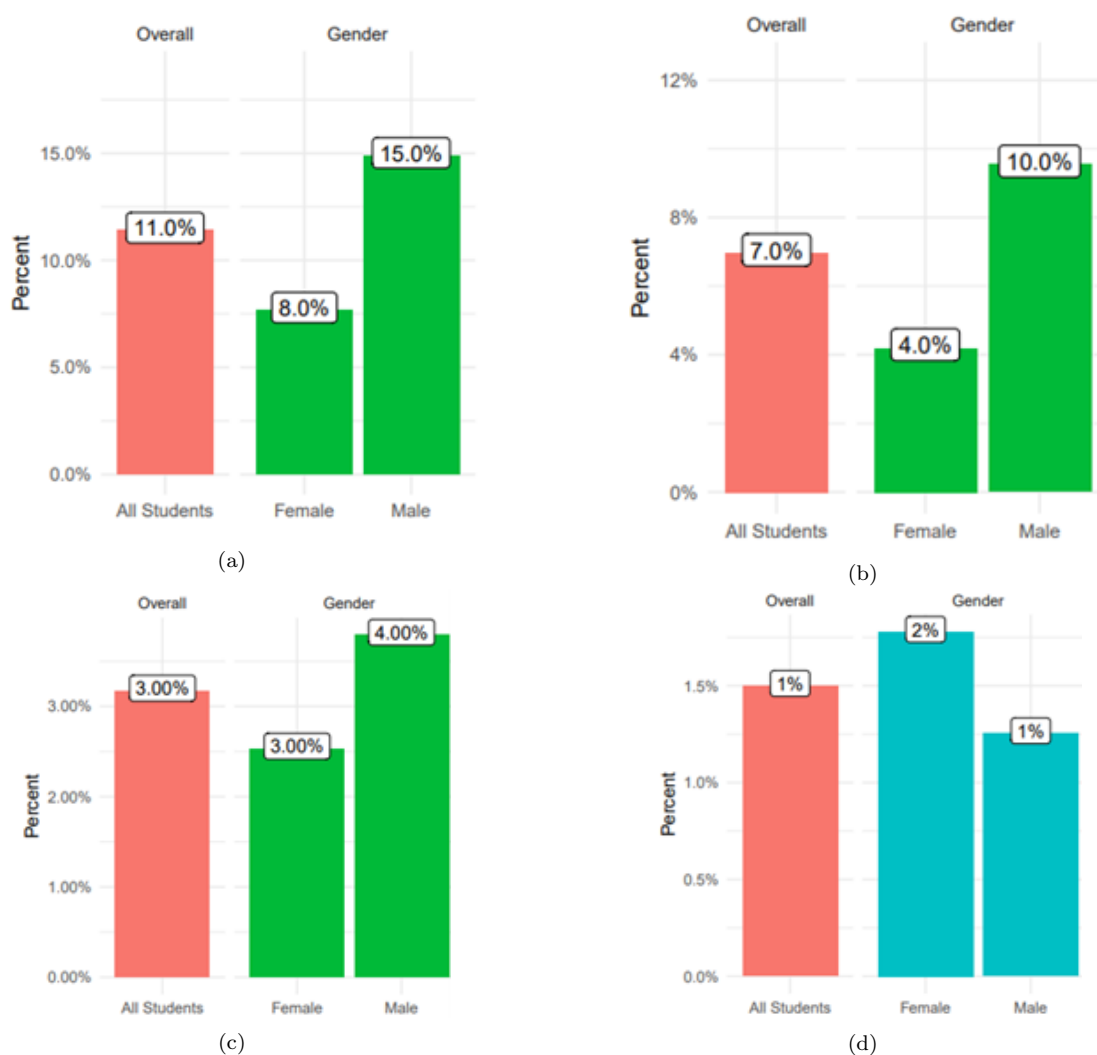 Overall Gender
Percent
15.0%
10.0%
5.0%
0.0%
11.0%
8.0%
15.0%
All Students Female Male
(a)
Overall Gender
Percent
12%
8%
4%
0%
7.0%
4.0%
10.0%
All Students Female Male
(b)
Overall Gender
Percent
3.00%
2.00%
1.00%
0.00%
3.00%
3.00%
4.00%
All Students Female Male
(c)
Overall Gender
Percent
1.5%
1.0%
0.5%
0.0%
1%
2%
1%
All Students Female Male
(d)